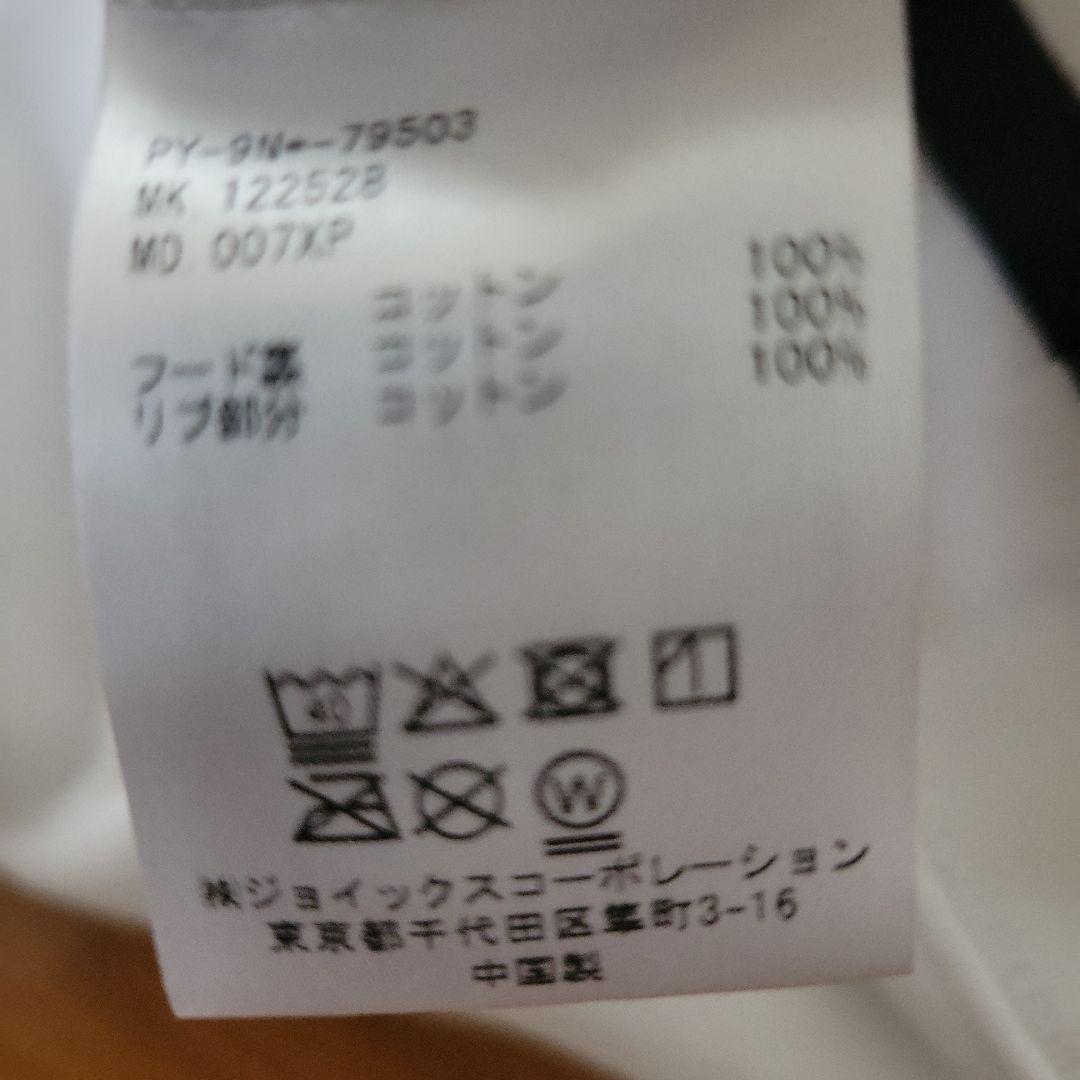 PY-9N*-79503
MK 122528
MD 007XP
コットン 100%
フード裏 コットン 100%
リブ部分 コットン 100%
40
W
㈱ジョイックスコーポレーション
東京都千代田区隼町3-16
中国製